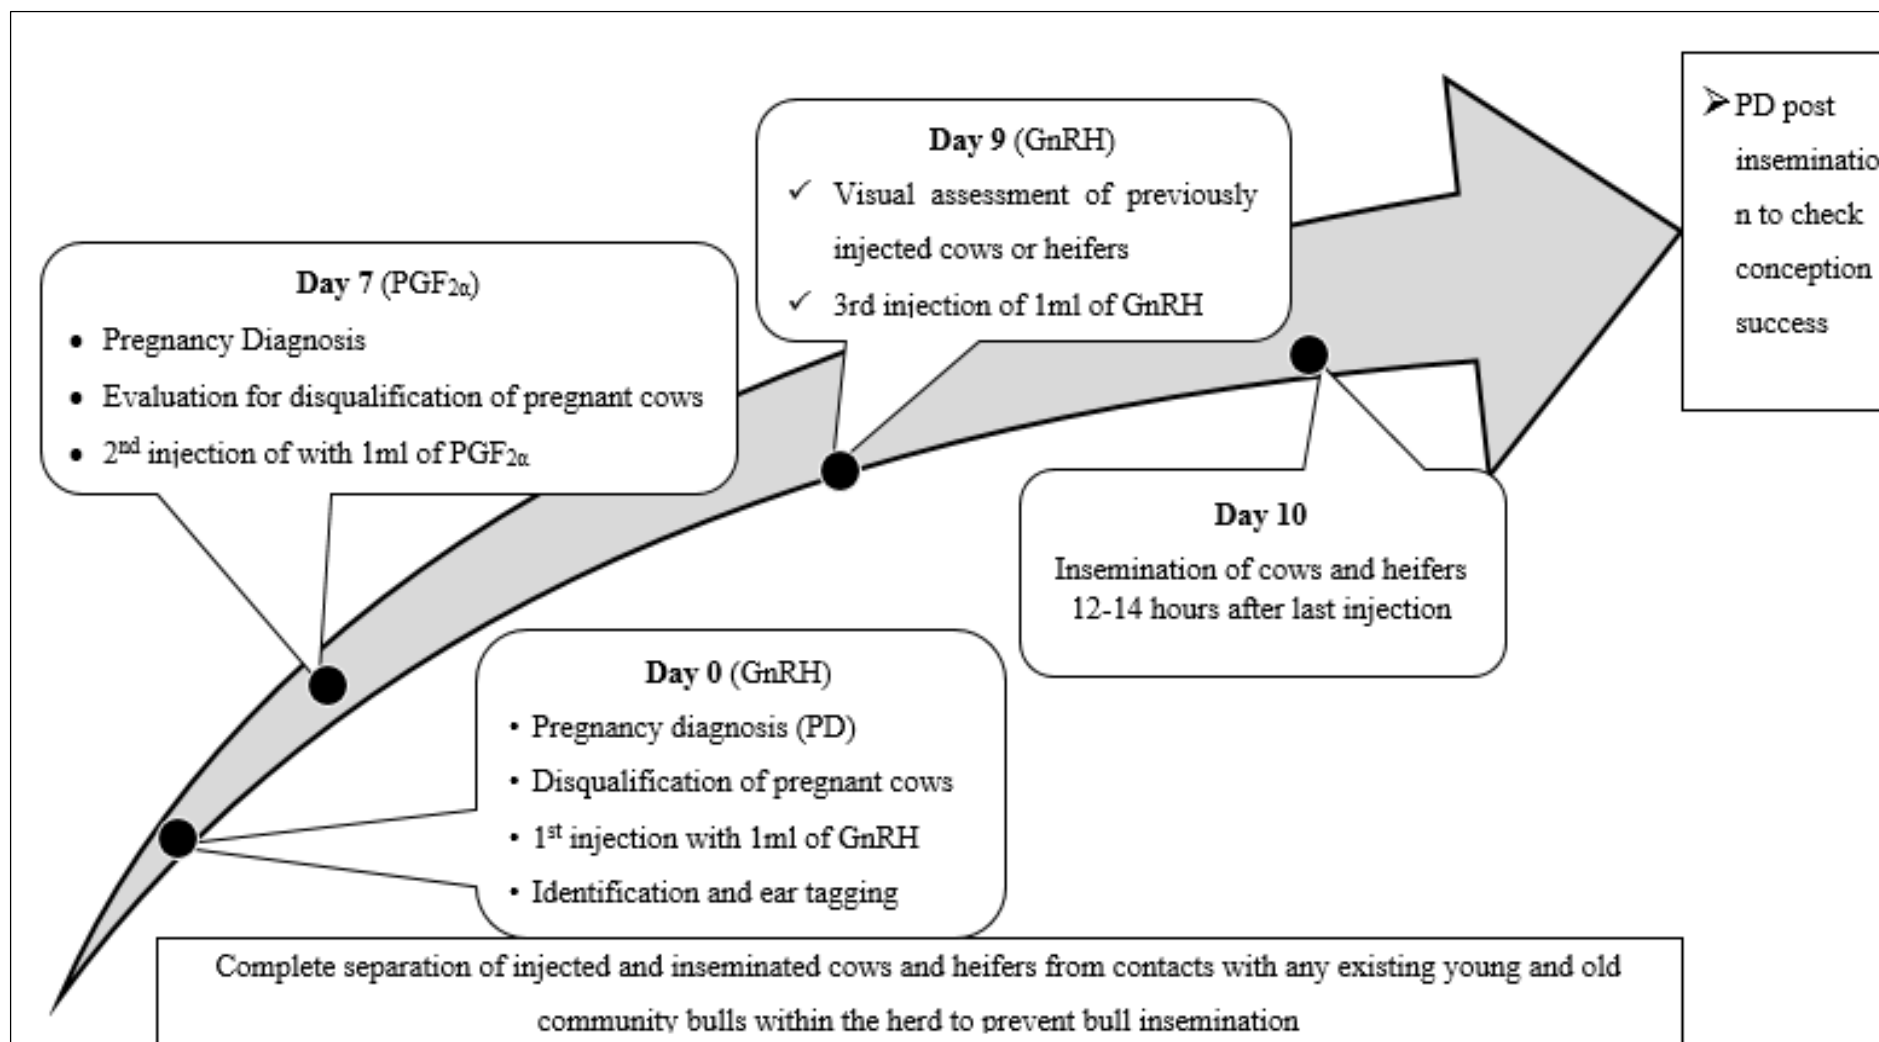 Day 9 (GnRH)
✓ Visual assessment of previously
injected cows or heifers
✓ 3rd injection of 1ml of GnRH
➢ PD post
inseminatio
n to check
conception
success
Day 7 (PGF2α)
• Pregnancy Diagnosis
• Evaluation for disqualification of pregnant cows
• 2nd injection of with 1ml of PGF2α
Day 10
Insemination of cows and heifers
12-14 hours after last injection
Day 0 (GnRH)
• Pregnancy diagnosis (PD)
• Disqualification of pregnant cows
• 1st injection with 1ml of GnRH
• Identification and ear tagging
Complete separation of injected and inseminated cows and heifers from contacts with any existing young and old
community bulls within the herd to prevent bull insemination